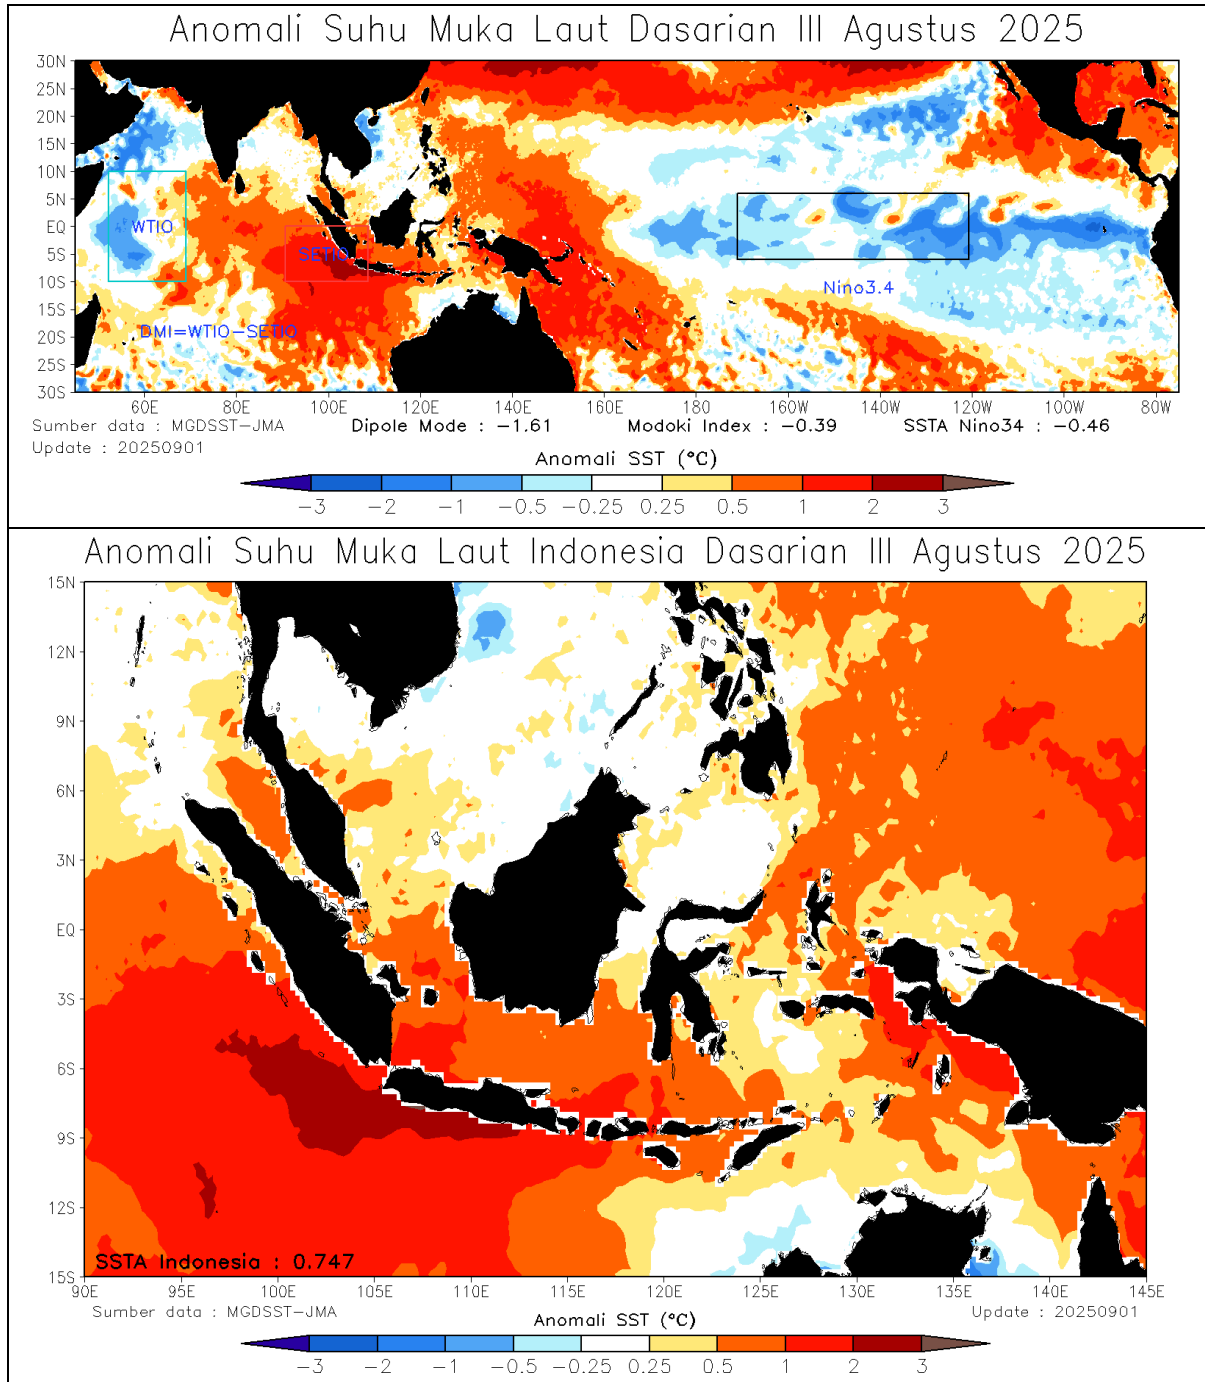 Anomali Suhu Muka Laut Dasarian III Agustus 2025
30N
25N
20N
15N
10N
5N
EQ
5S
10S
15S
20S
25S
30S
WTIO
SETIO
Nino3.4
DMI=WTIO-SETIO
60E 80E 100E 120E 140E 160E 180 160W 140W 120W 100W 80W
Sumber data : MGDSST-JMA Dipole Mode : -1.61 Modoki Index : -0.39 SSTA Nino34 : -0.46
Update : 20250901
Anomali SST (°C)
-3 -2 -1 -0.5 -0.25 0.25 0.5 1 2 3
Anomali Suhu Muka Laut Indonesia Dasarian III Agustus 2025
15N
12N
9N
6N
3N
EQ
3S
6S
9S
12S
15S
SSTA Indonesia : 0.747
90E 95E 100E 105E 110E 115E 120E 125E 130E 135E 140E 145E
Sumber data : MGDSST-JMA Update : 20250901
Anomali SST (°C)
-3 -2 -1 -0.5 -0.25 0.25 0.5 1 2 3